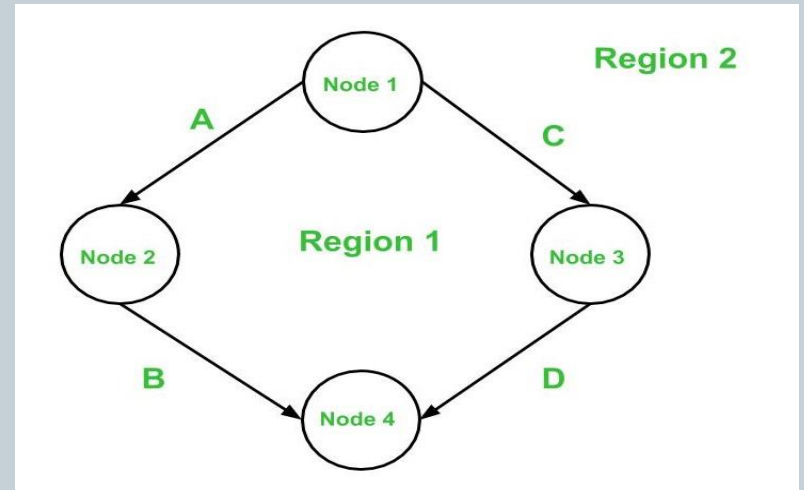 Region 2
Node 1
A
C
Node 2
Region 1
Node 3
B
D
Node 4